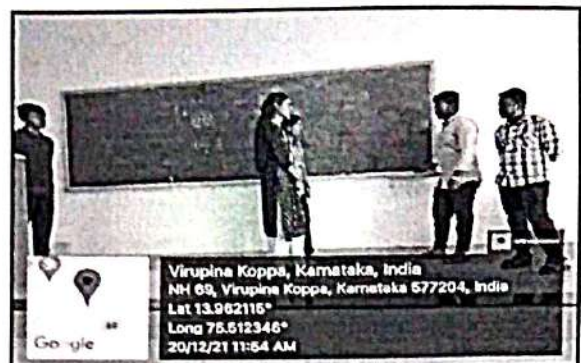 Virupina Koppa, Karnataka, India
NH 69, Virupina Koppa, Karnataka 577204, India
Lat 13.962115°
Long 75.512346°
20/12/21 11:54 AM
Google